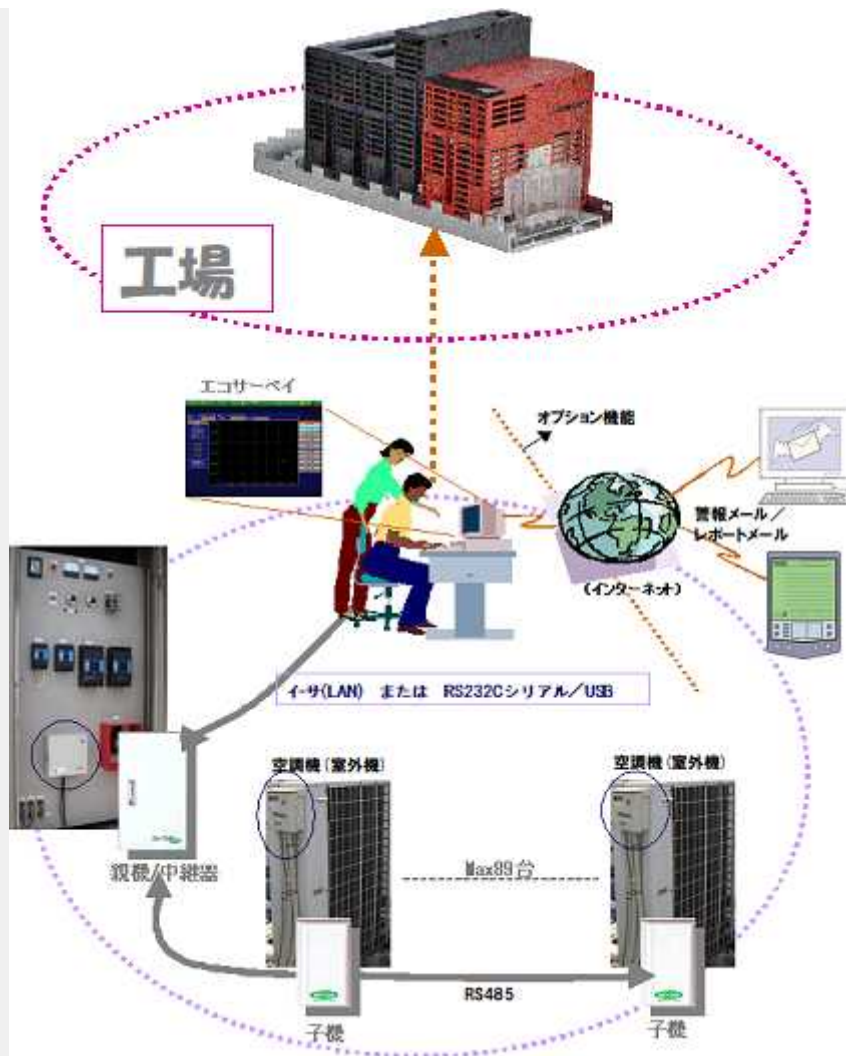 工場
エコサーベイ
オプション機能
警報メール／
レポートメール
(インターネット)
イーサ(LAN) または RS232Cシリアル／USB
空調機(室外機)
空調機(室外機)
Max89台
親機/中継器
RS485
子機
子機